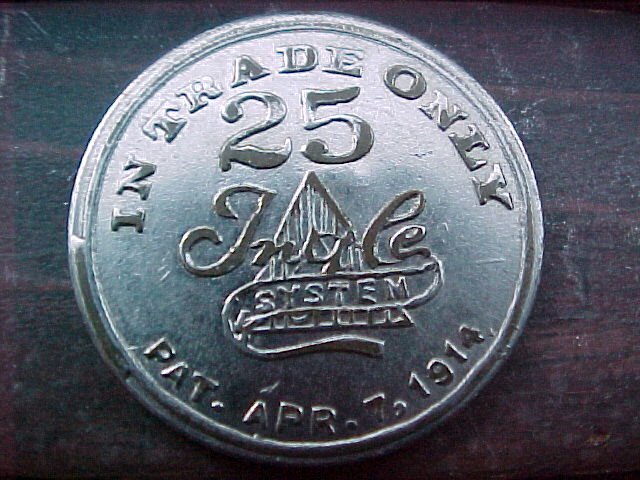 IN TRADE ONLY
25
Ingle
SYSTEM
PAT. APR. 7, 1914